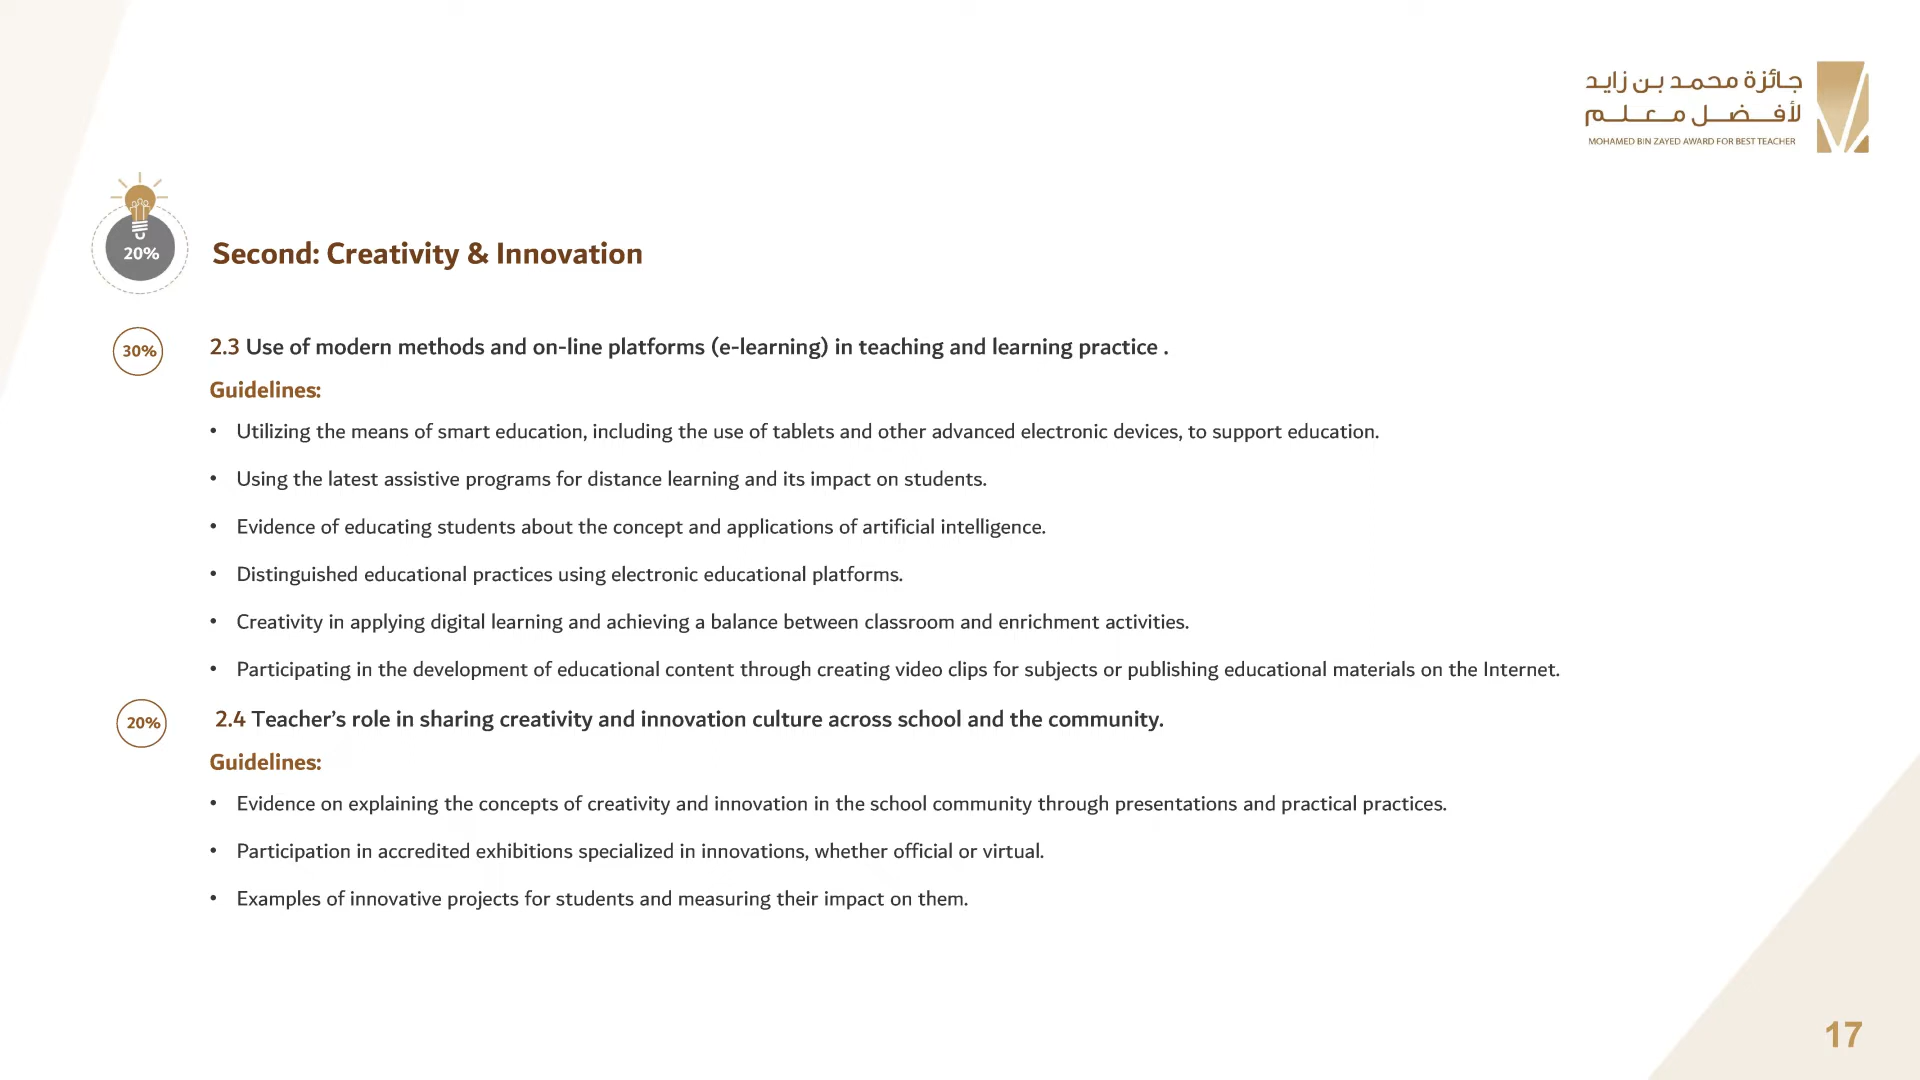 جائزة محمد بن زايد
لأفضل معلم
MOHAMED BIN ZAYED AWARD FOR BEST TEACHER
20%
Second: Creativity & Innovation
30%
2.3 Use of modern methods and on-line platforms (e-learning) in teaching and learning practice .
Guidelines:
• Utilizing the means of smart education, including the use of tablets and other advanced electronic devices, to support education.
• Using the latest assistive programs for distance learning and its impact on students.
• Evidence of educating students about the concept and applications of artificial intelligence.
• Distinguished educational practices using electronic educational platforms.
• Creativity in applying digital learning and achieving a balance between classroom and enrichment activities.
• Participating in the development of educational content through creating video clips for subjects or publishing educational materials on the Internet.
20%
2.4 Teacher’s role in sharing creativity and innovation culture across school and the community.
Guidelines:
• Evidence on explaining the concepts of creativity and innovation in the school community through presentations and practical practices.
• Participation in accredited exhibitions specialized in innovations, whether official or virtual.
• Examples of innovative projects for students and measuring their impact on them.
17